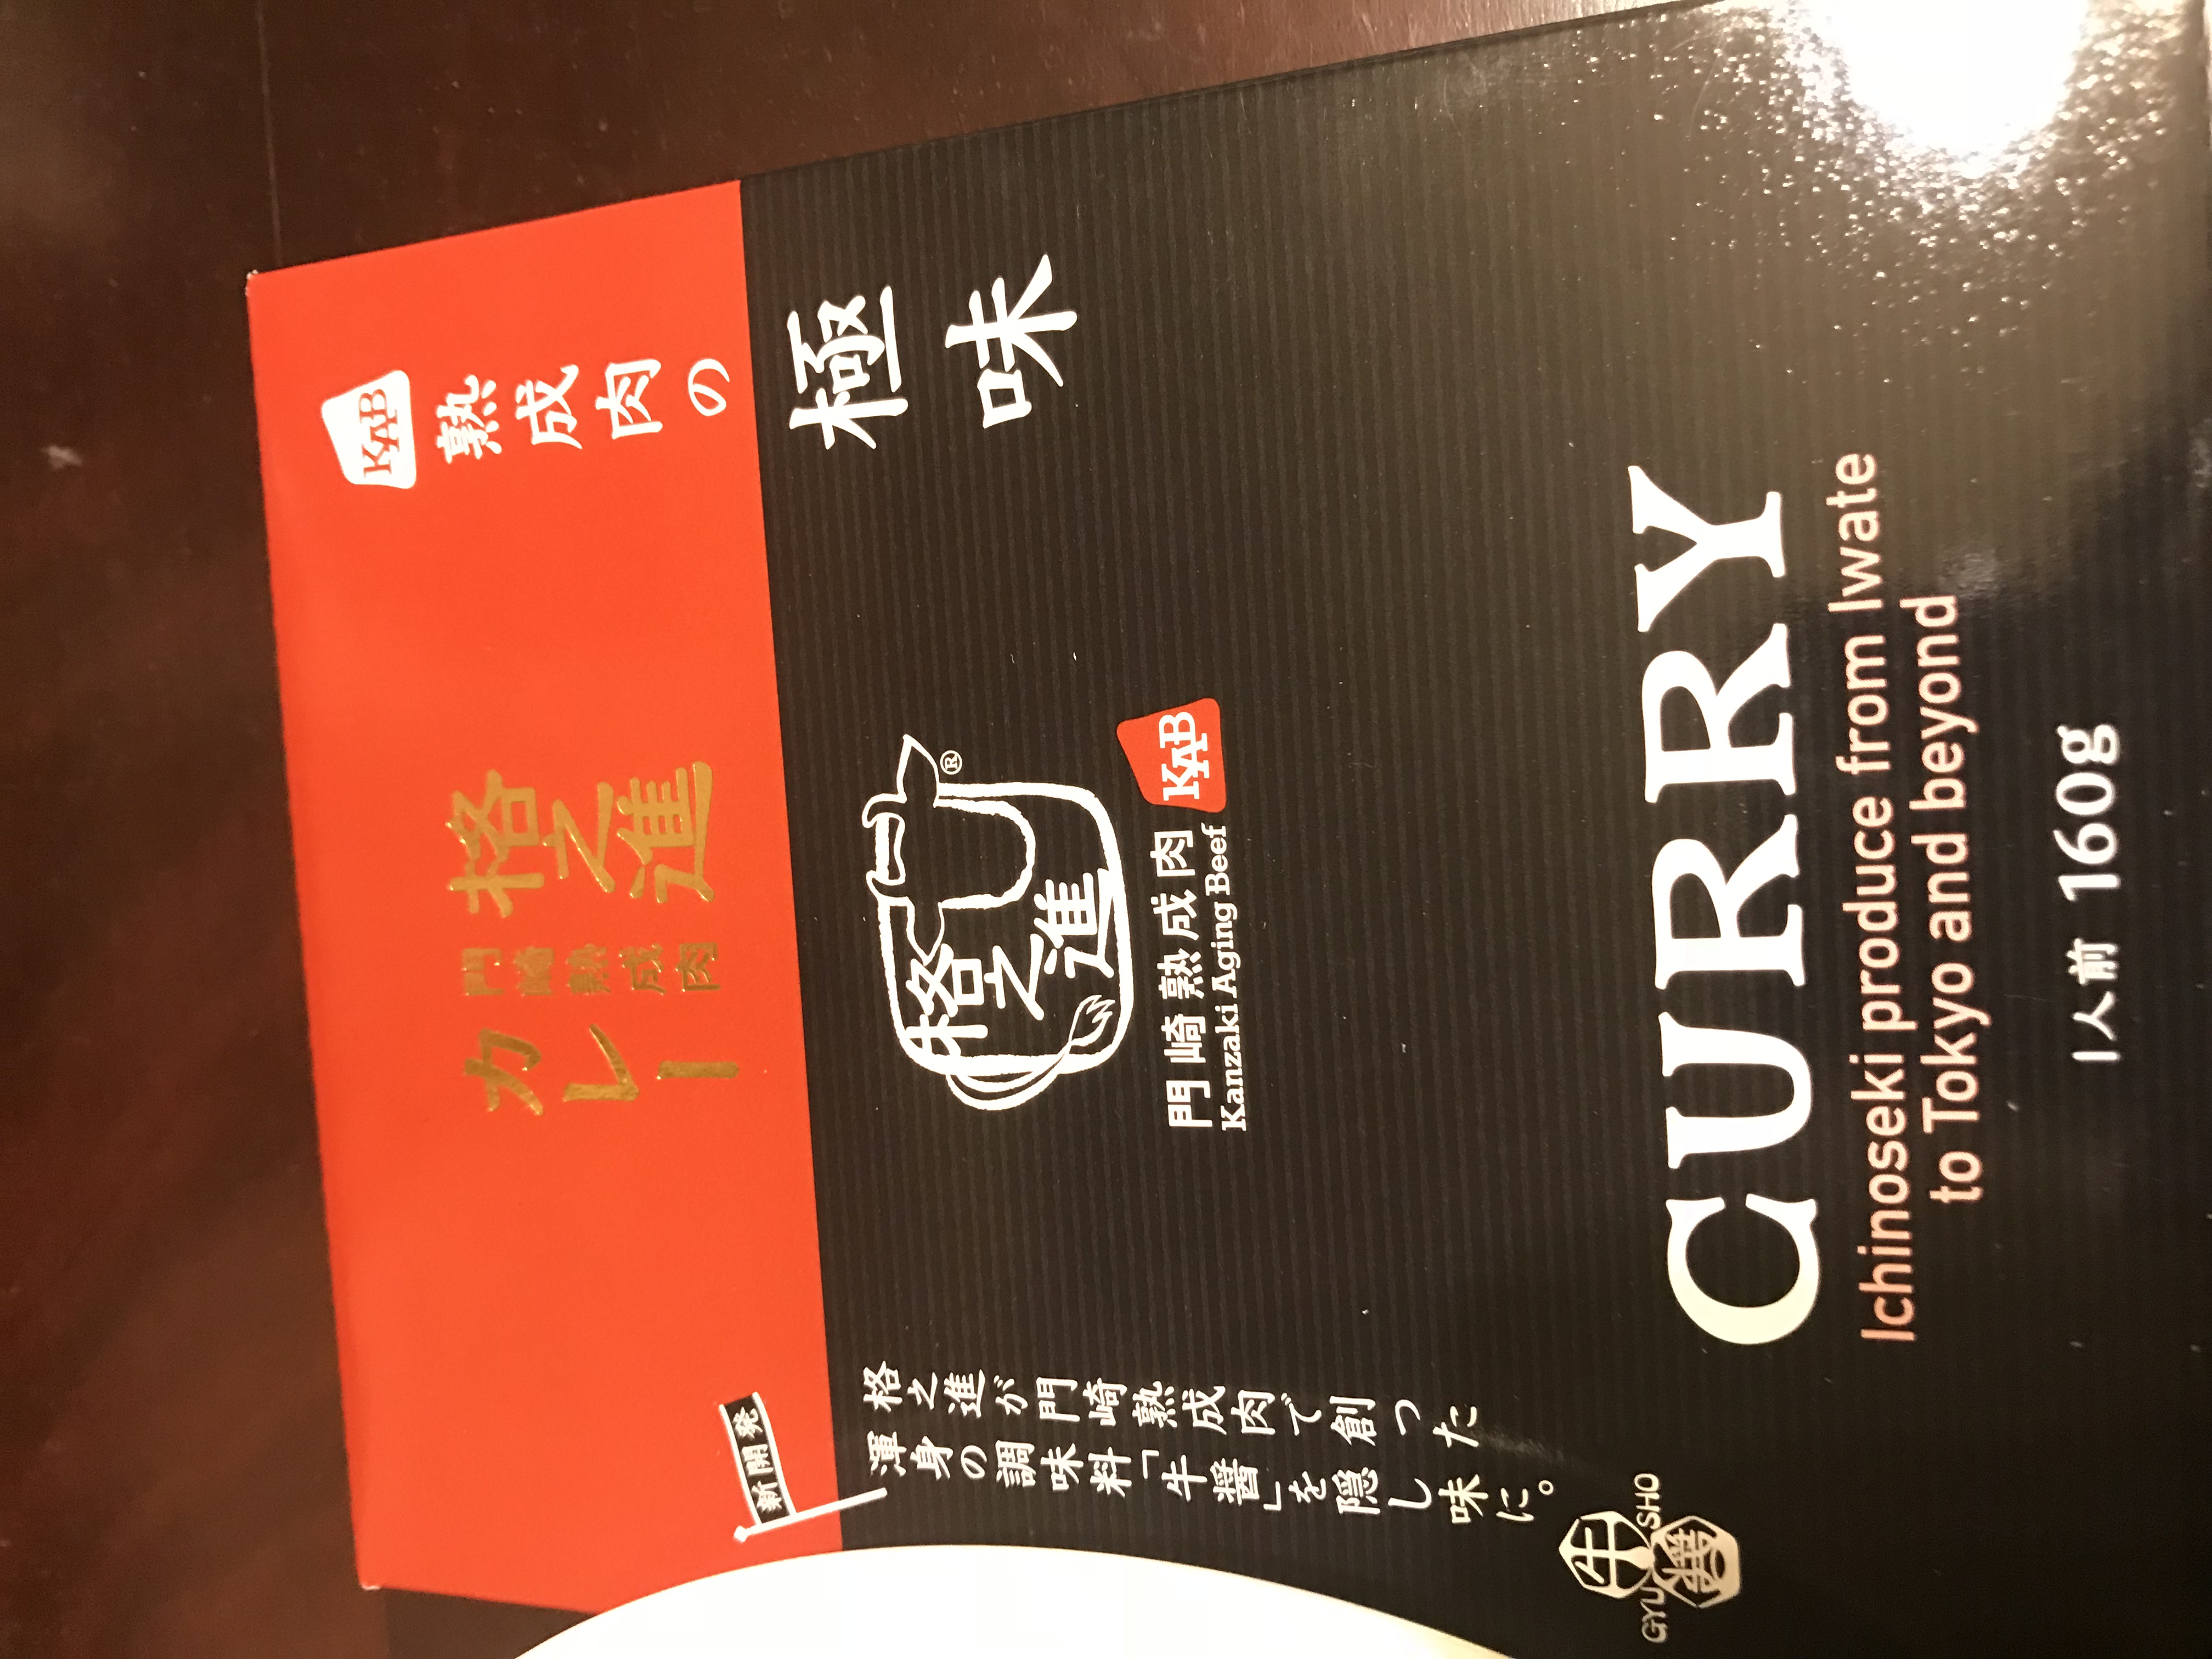 KAB
熟成肉の
極味
格之進
門崎熟成肉
カレー
格之進
®
門崎熟成肉
Kanzaki Aging Beef
KAB
新開発
格之進が門崎熟成肉で創った
渾身の調味料「牛醤」を隠し味に。
牛醤
GYU SHO
CURRY
Ichinoseki produce from Iwate
to Tokyo and beyond
1人前 160g